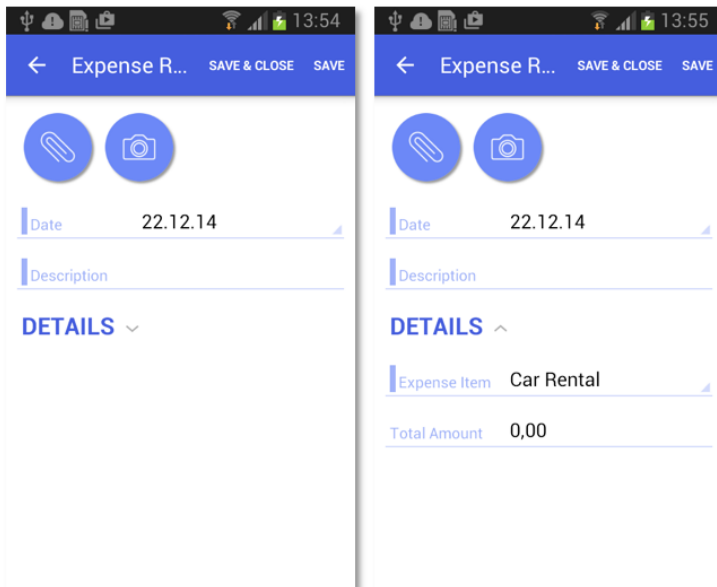 13:54
Expense R... SAVE & CLOSE SAVE
Date 22.12.14
Description
DETAILS
13:55
Expense R... SAVE & CLOSE SAVE
Date 22.12.14
Description
DETAILS
Expense Item Car Rental
Total Amount 0,00